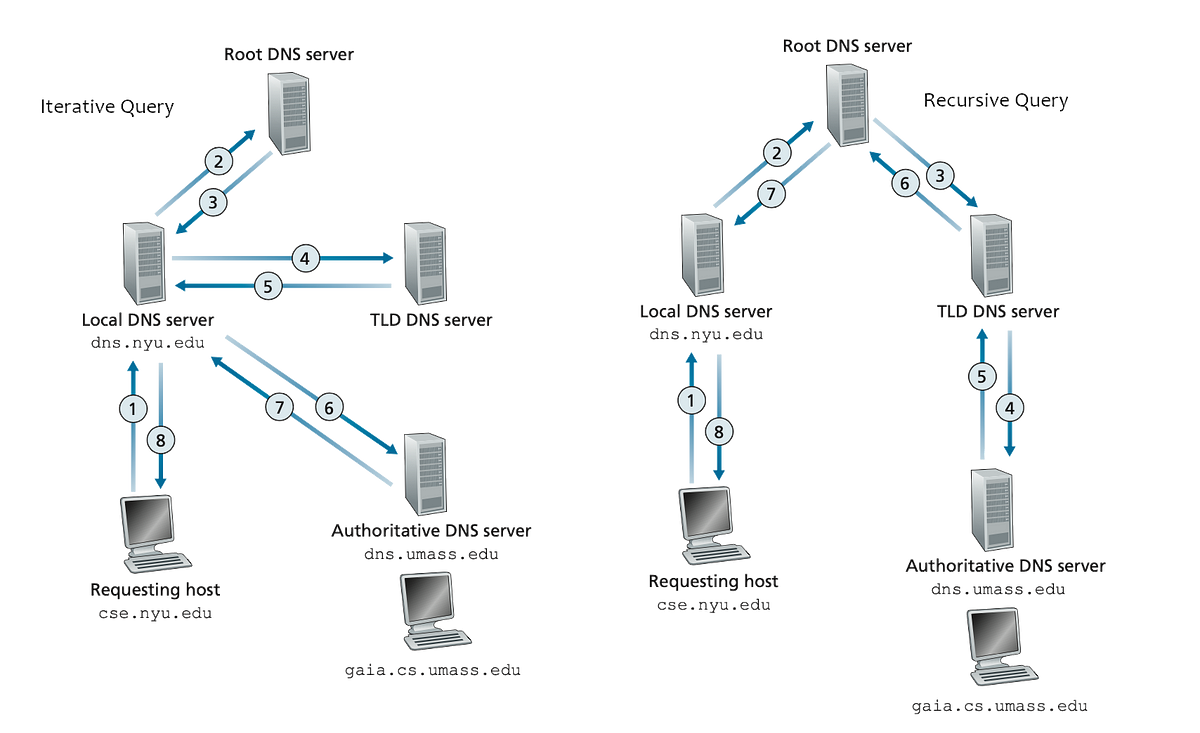 Root DNS server
Iterative Query
2
3
4
5
Local DNS server
dns.nyu.edu
TLD DNS server
1
8
7
6
Requesting host
cse.nyu.edu
Authoritative DNS server
dns.umass.edu
gaia.cs.umass.edu
Root DNS server
Recursive Query
2
7
6
3
Local DNS server
dns.nyu.edu
TLD DNS server
1
8
5
4
Requesting host
cse.nyu.edu
Authoritative DNS server
dns.umass.edu
gaia.cs.umass.edu